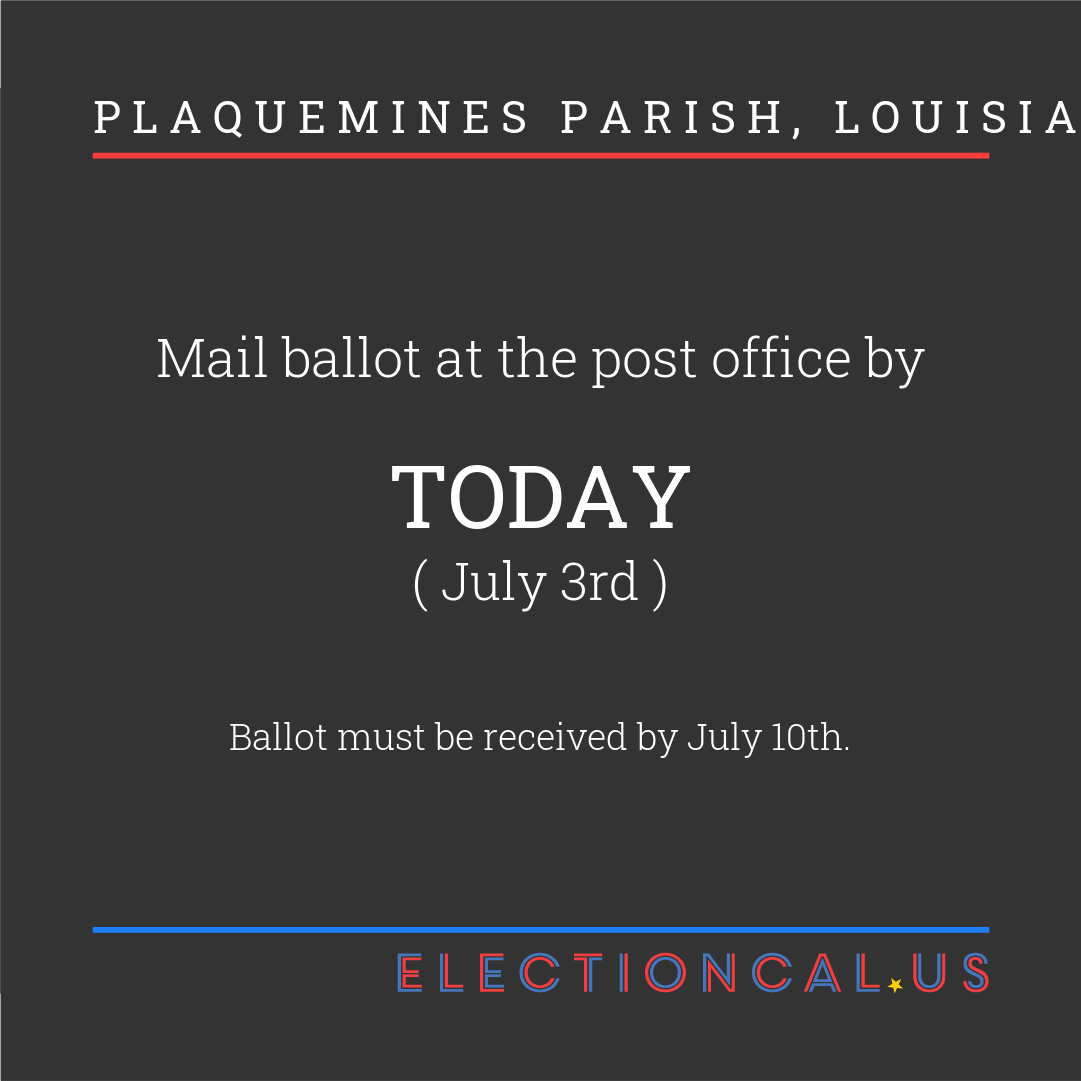 PLAQUEMINES PARISH, LOUISIA
Mail ballot at the post office by
TODAY
( July 3rd )
Ballot must be received by July 10th.
ELECTIONCAL.US